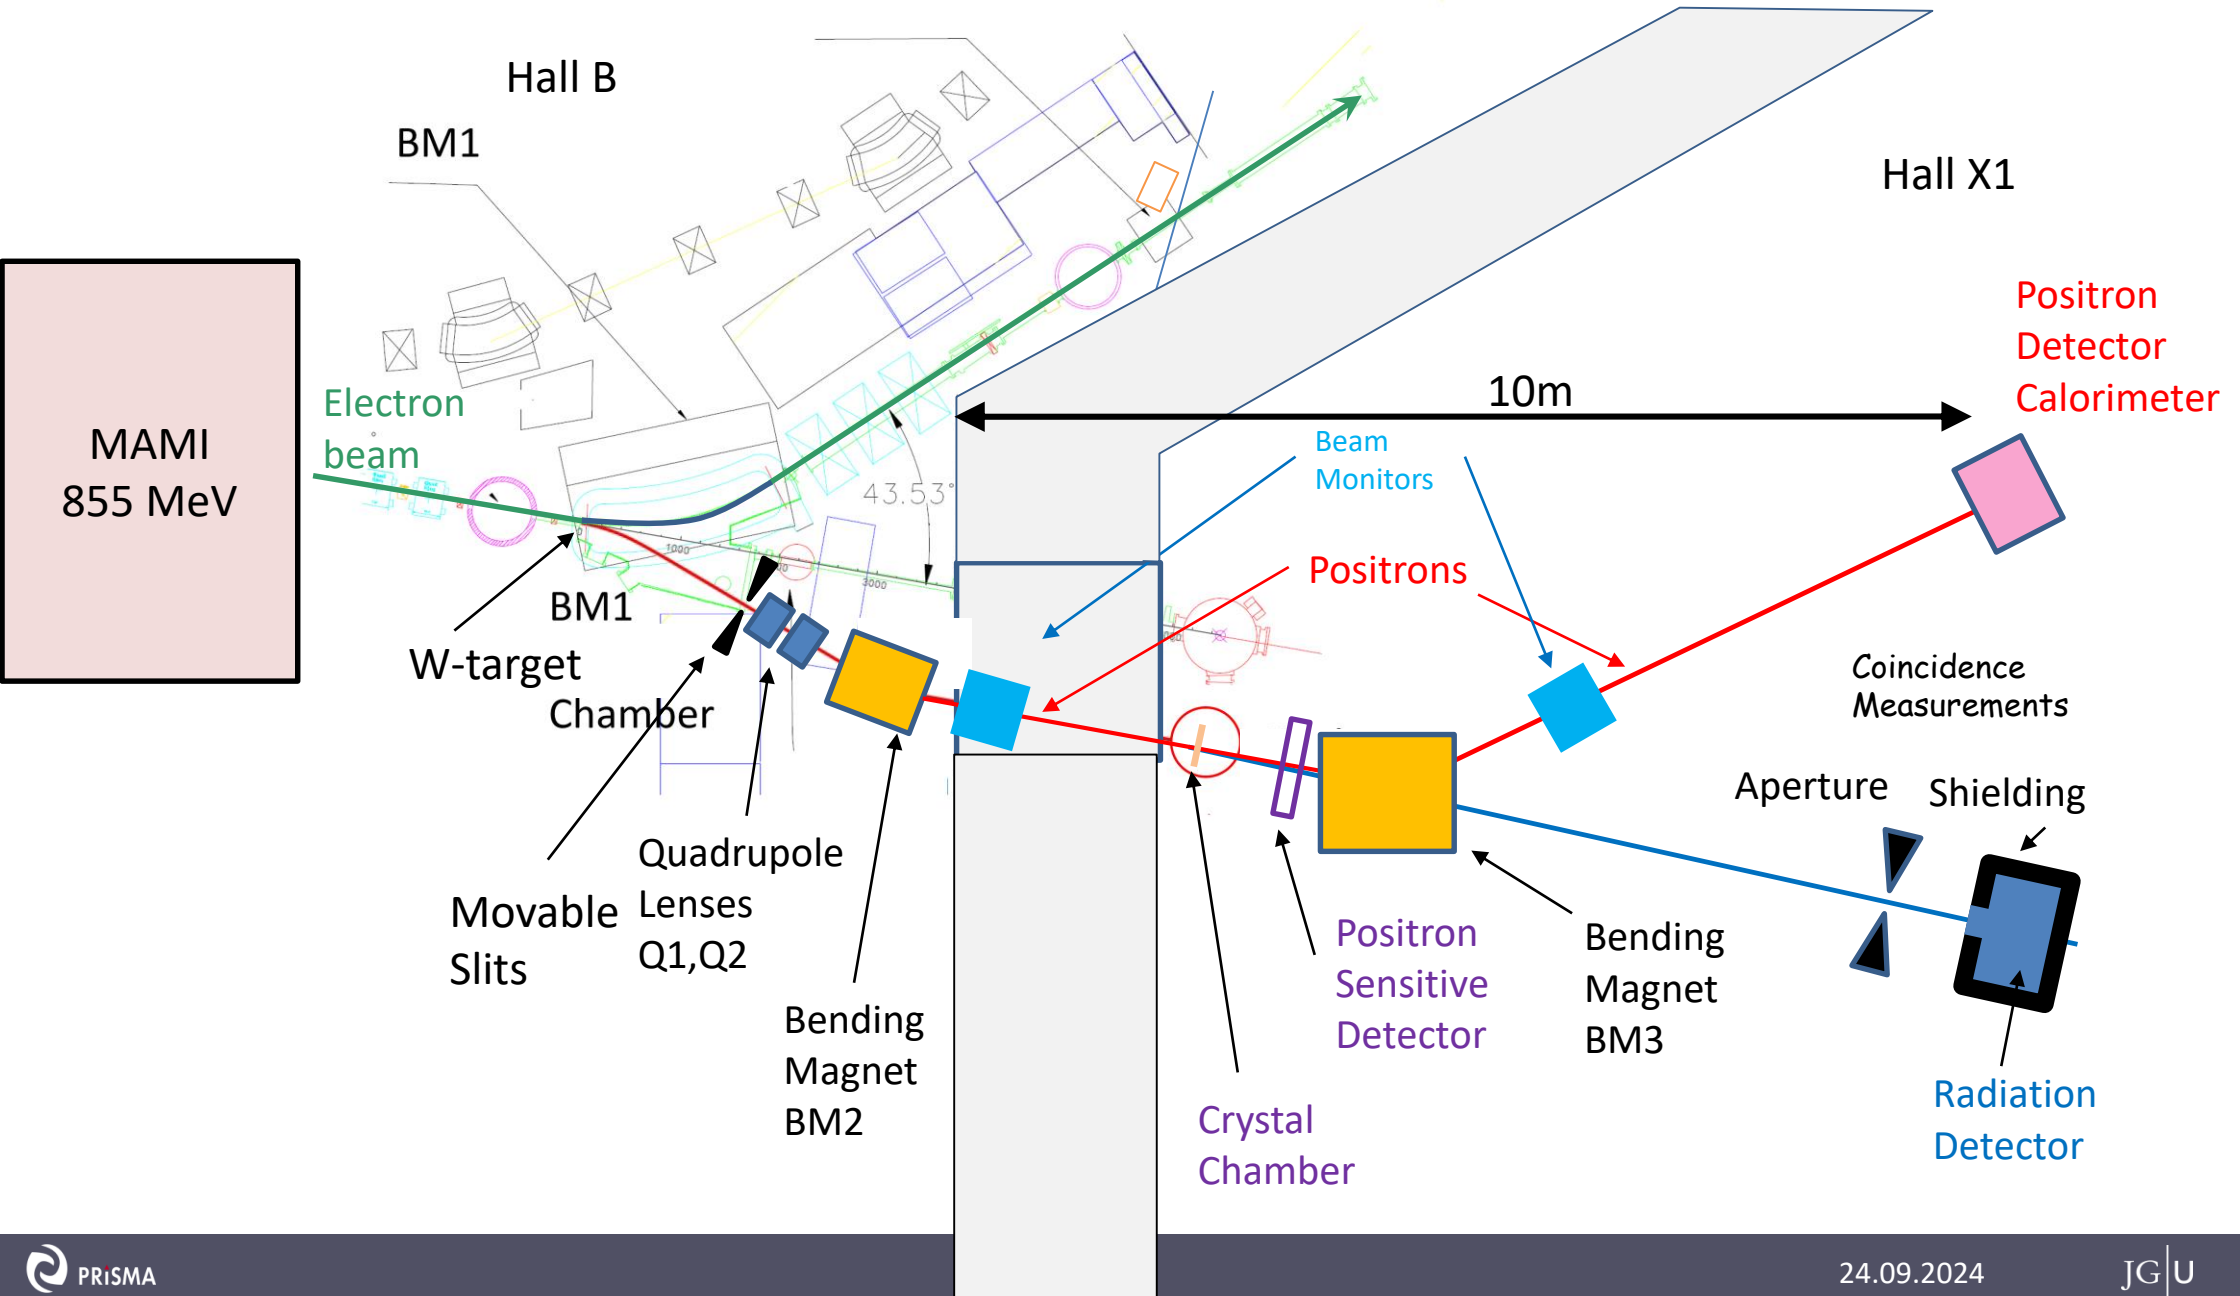 Hall B
BM1
Hall X1
MAMI
855 MeV
Electron
beam
43.53°
1000
3000
10m
Beam
Monitors
Positrons
Positron
Detector
Calorimeter
W-target
BM1
Chamber
Movable
Slits
Quadrupole
Lenses
Q1,Q2
Bending
Magnet
BM2
Crystal
Chamber
Positron
Sensitive
Detector
Bending
Magnet
BM3
Coincidence
Measurements
Aperture
Shielding
Radiation
Detector
PRiSMA
24.09.2024
JG|U